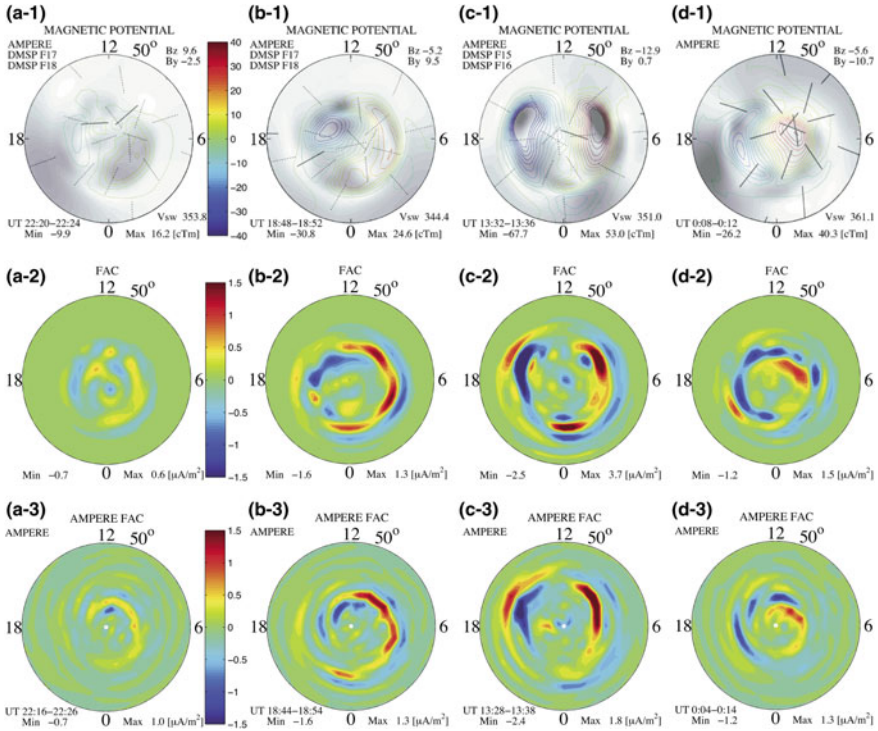 (a-1)
MAGNETIC POTENTIAL
AMPERE
DMSP F17
DMSP F18
12
50°
Bz 9.6
By −2.5
18
6
UT 22:20−22:24
Min −9.9
0
Vsw 353.8
Max 16.2 [cTm]
40
30
20
10
0
−10
−20
−30
−40
(b-1)
MAGNETIC POTENTIAL
AMPERE
DMSP F17
DMSP F18
12
50°
Bz −5.2
By 9.5
18
6
UT 18:48−18:52
Min −30.8
0
Vsw 344.4
Max 24.6 [cTm]
(c-1)
MAGNETIC POTENTIAL
AMPERE
DMSP F15
DMSP F16
12
50°
Bz −12.9
By 0.7
18
6
UT 13:32−13:36
Min −67.7
0
Vsw 351.0
Max 53.0 [cTm]
(d-1)
MAGNETIC POTENTIAL
AMPERE
12
50°
Bz −5.6
By −10.7
18
6
UT 0:08−0:12
Min −26.2
0
Vsw 361.1
Max 40.3 [cTm]
(a-2)
FAC
12
50°
18
6
Min −0.7
0
Max 0.6 [μA/m²]
1.5
1
0.5
0
−0.5
−1
−1.5
(b-2)
FAC
12
50°
18
6
Min −1.6
0
Max 1.3 [μA/m²]
(c-2)
FAC
12
50°
18
6
Min −2.5
0
Max 3.7 [μA/m²]
(d-2)
FAC
12
50°
18
6
Min −1.2
0
Max 1.5 [μA/m²]
(a-3)
AMPERE FAC
AMPERE
12
50°
18
6
UT 22:16−22:26
Min −0.7
0
Max 1.0 [μA/m²]
1.5
1
0.5
0
−0.5
−1
−1.5
(b-3)
AMPERE FAC
AMPERE
12
50°
18
6
UT 18:44−18:54
Min −1.6
0
Max 1.3 [μA/m²]
(c-3)
AMPERE FAC
AMPERE
12
50°
18
6
UT 13:28−13:38
Min −2.4
0
Max 1.8 [μA/m²]
(d-3)
AMPERE FAC
AMPERE
12
50°
18
6
UT 0:04−0:14
Min −1.2
0
Max 1.3 [μA/m²]